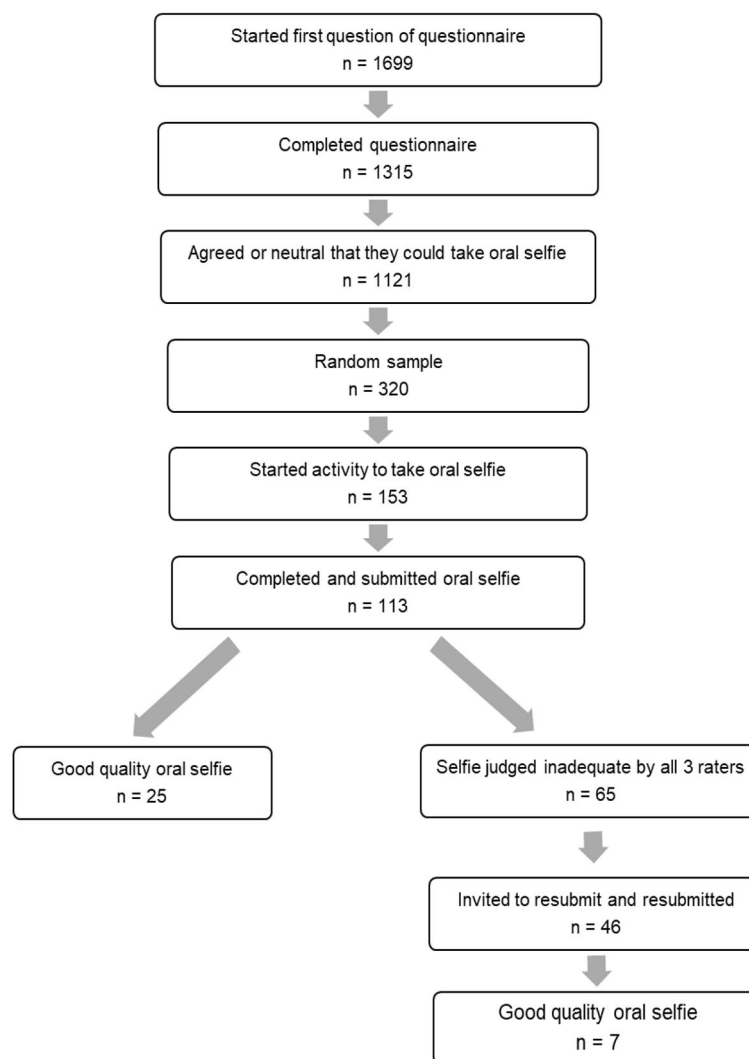 Started first question of questionnaire
n = 1699
Completed questionnaire
n = 1315
Agreed or neutral that they could take oral selfie
n = 1121
Random sample
n = 320
Started activity to take oral selfie
n = 153
Completed and submitted oral selfie
n = 113
Good quality oral selfie
n = 25
Selfie judged inadequate by all 3 raters
n = 65
Invited to resubmit and resubmitted
n = 46
Good quality oral selfie
n = 7